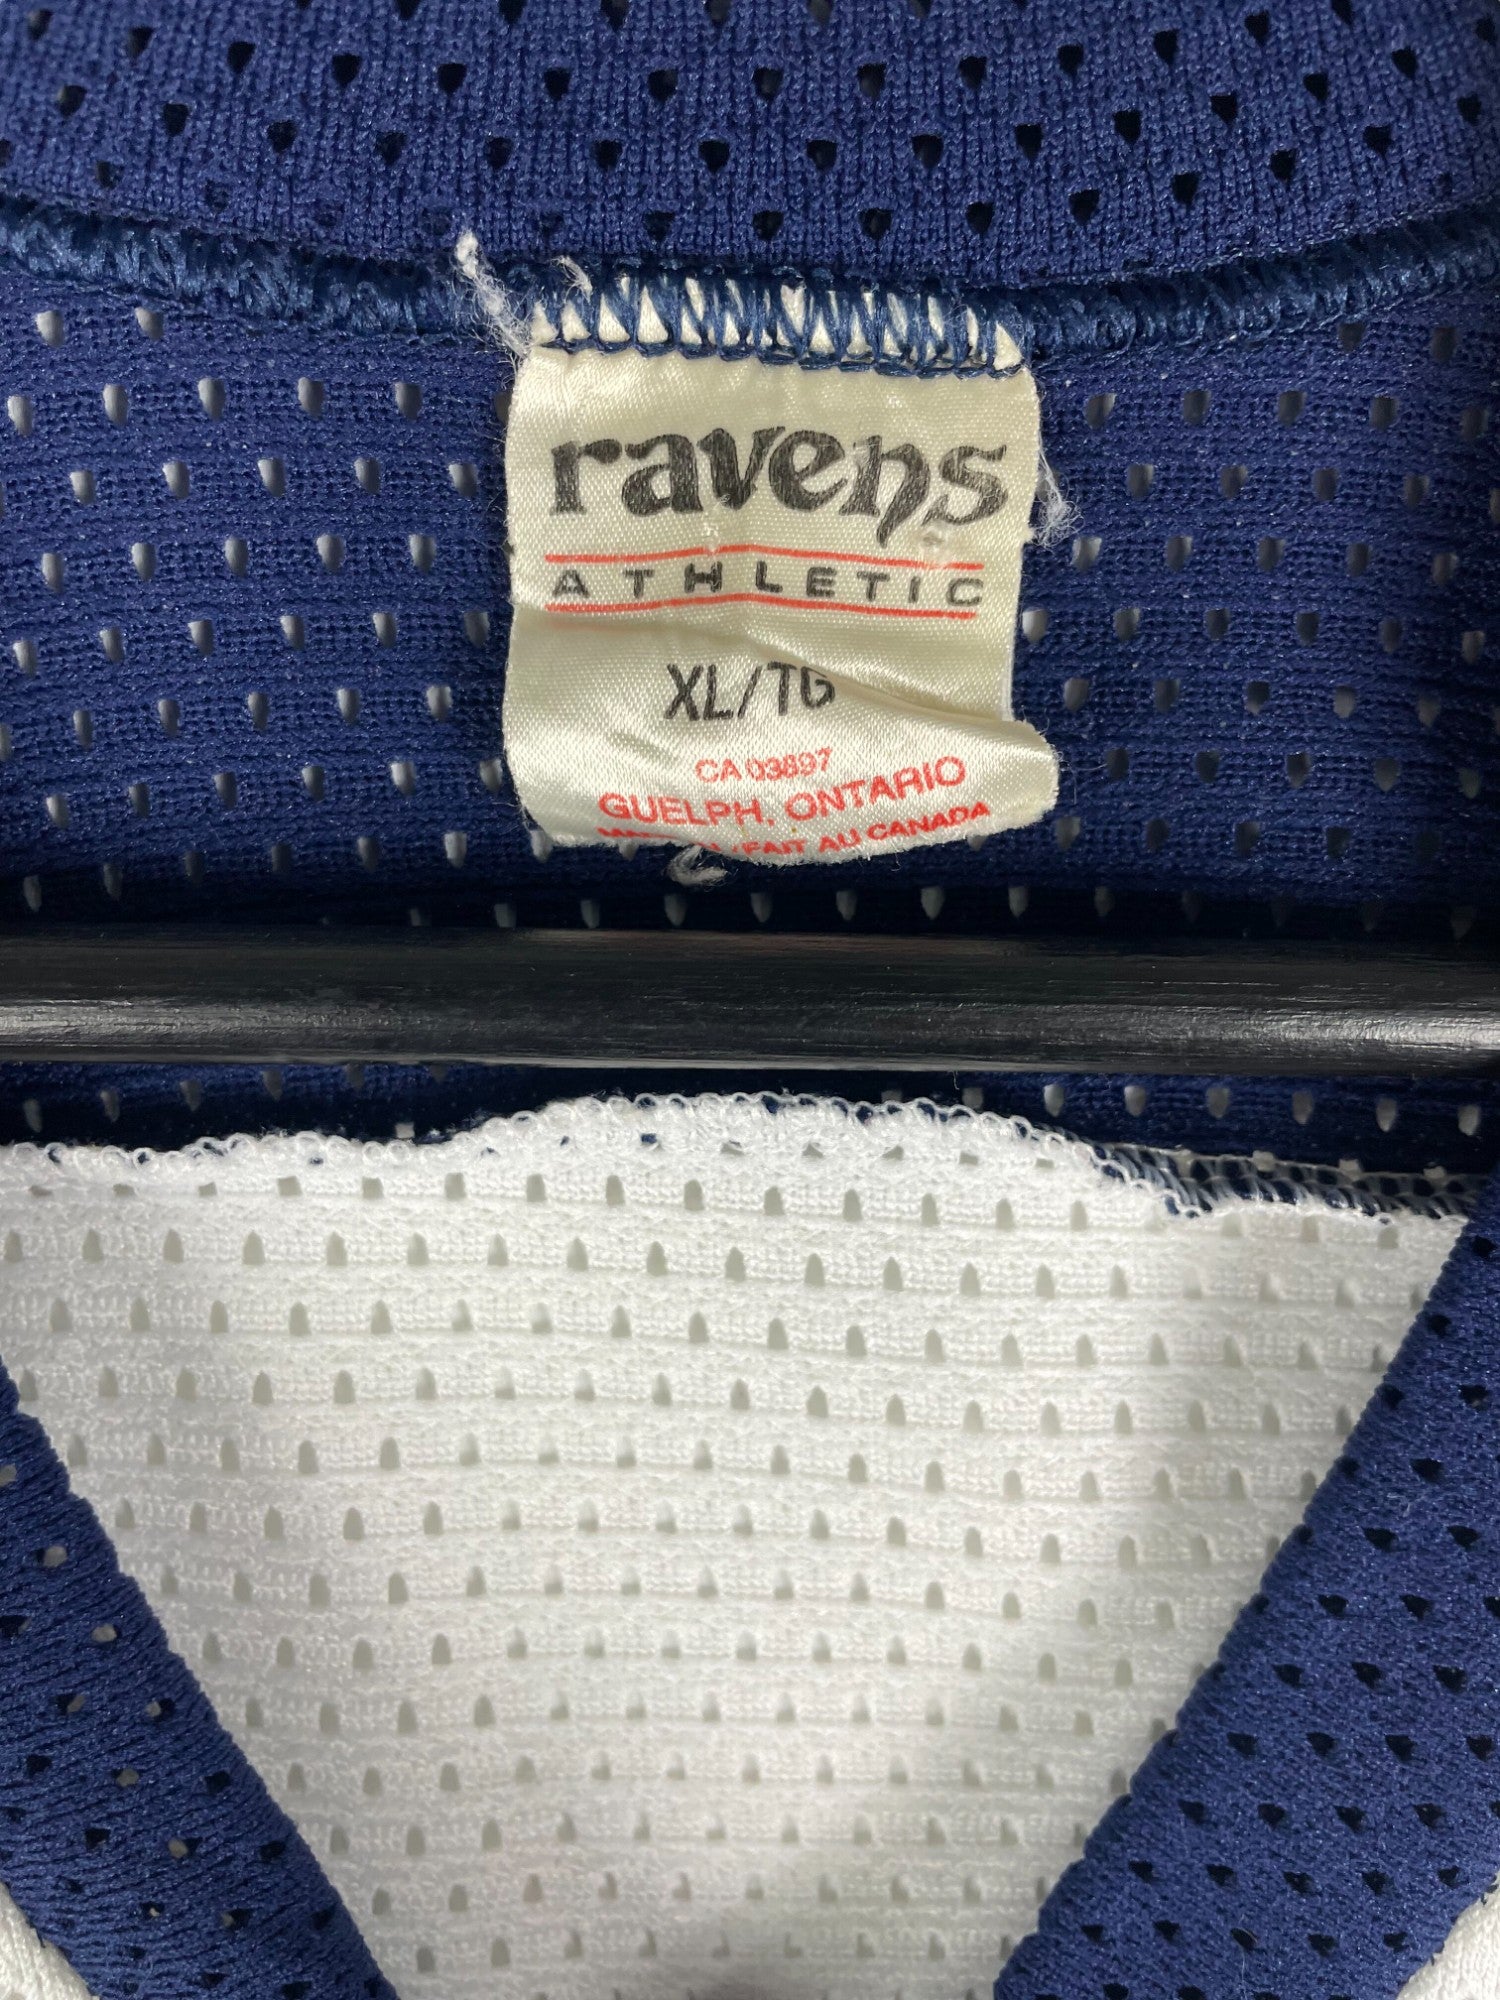 ravens
ATHLETIC
XL/TG
CA 03897
GUELPH, ONTARIO
/FAIT AU CANADA